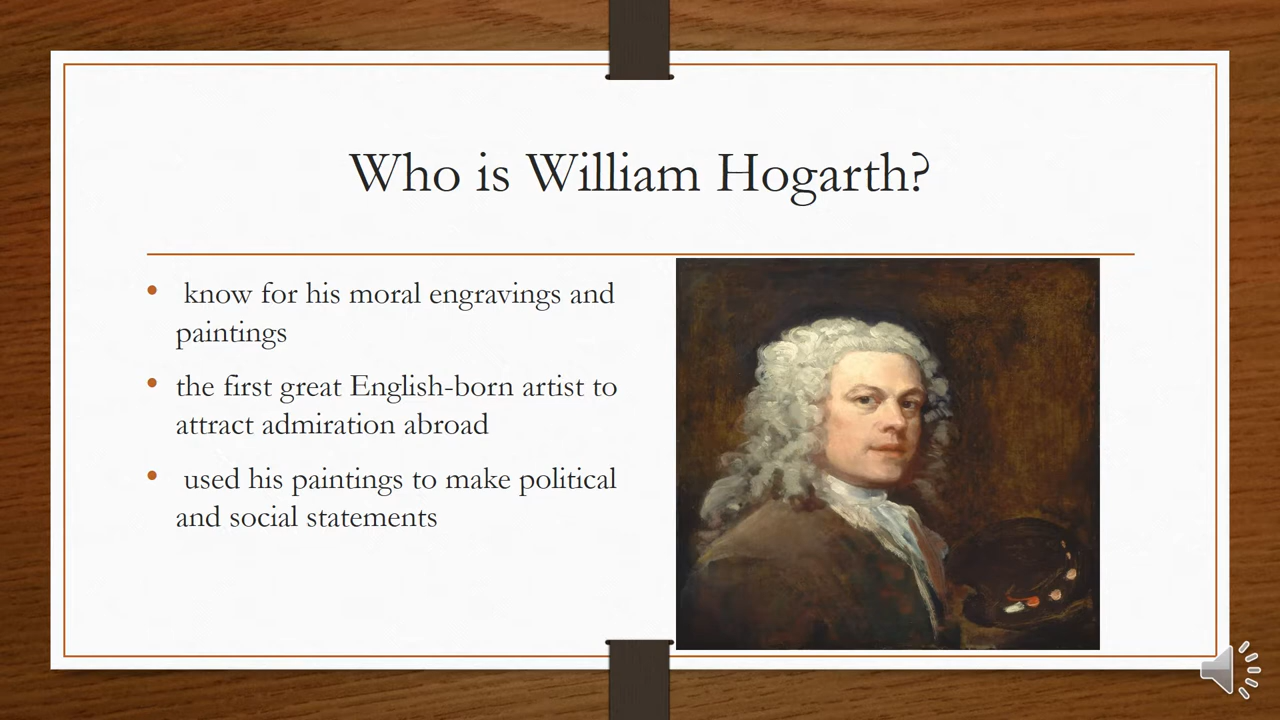 Who is William Hogarth?
• know for his moral engravings and
paintings
• the first great English-born artist to
attract admiration abroad
• used his paintings to make political
and social statements